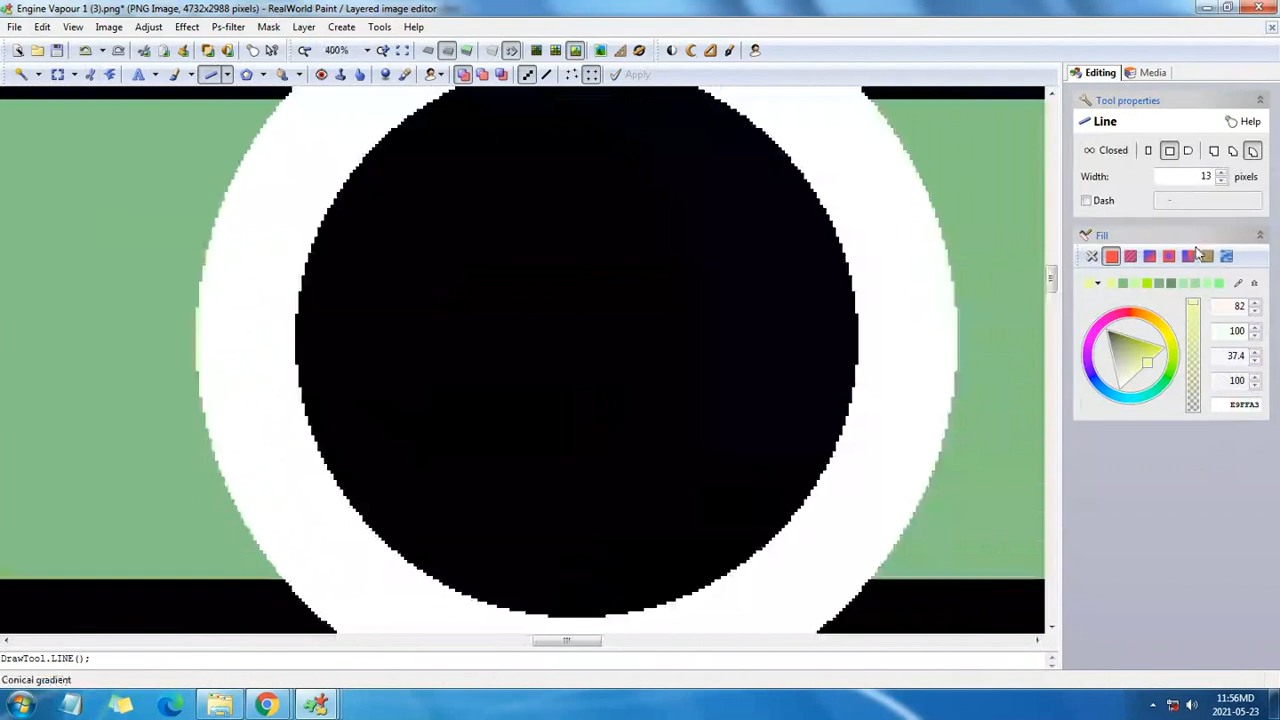 Engine Vapour 1 (3).png* (PNG Image, 4732x2988 pixels) - RealWorld Paint / Layered image editor
File Edit View Image Adjust Effect Ps-filter Mask Layer Create Tools Help
400%
Apply
Editing Media
Tool properties
Line Help
Closed
Width: 13 pixels
Dash -
Fill
82
100
37.4
100
E9FFA3
DrawTool.LINE();
Conical gradient
11:56MD
2021-05-23